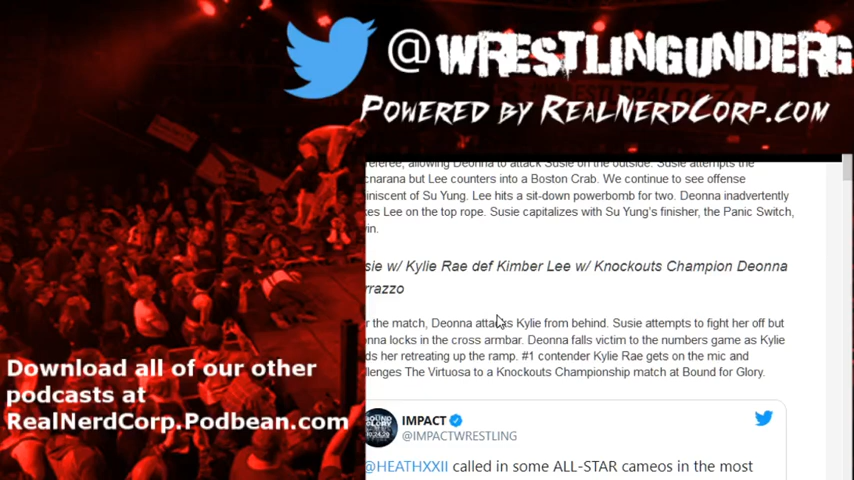 @WRESTLINGUNDERG
POWERED BY REALNERDCORP.COM
referee, allowing Deonna to attack Susie on the outside. Susie attempts the
cnarana but Lee counters into a Boston Crab. We continue to see offense
niniscent of Su Yung. Lee hits a sit-down powerbomb for two. Deonna inadvertently
kes Lee on the top rope. Susie capitalizes with Su Yung's finisher, the Panic Switch,
vin.
sie w/ Kylie Rae def Kimber Lee w/ Knockouts Champion Deonna
rrazzo
r the match, Deonna attacks Kylie from behind. Susie attempts to fight her off but
onna locks in the cross armbar. Deonna falls victim to the numbers game as Kylie
ds her retreating up the ramp. #1 contender Kylie Rae gets on the mic and
llenges The Virtuosa to a Knockouts Championship match at Bound for Glory.
Download all of our other
podcasts at
RealNerdCorp.Podbean.com
IMPACT
@IMPACTWRESTLING
@HEATHXXII called in some ALL-STAR cameos in the most